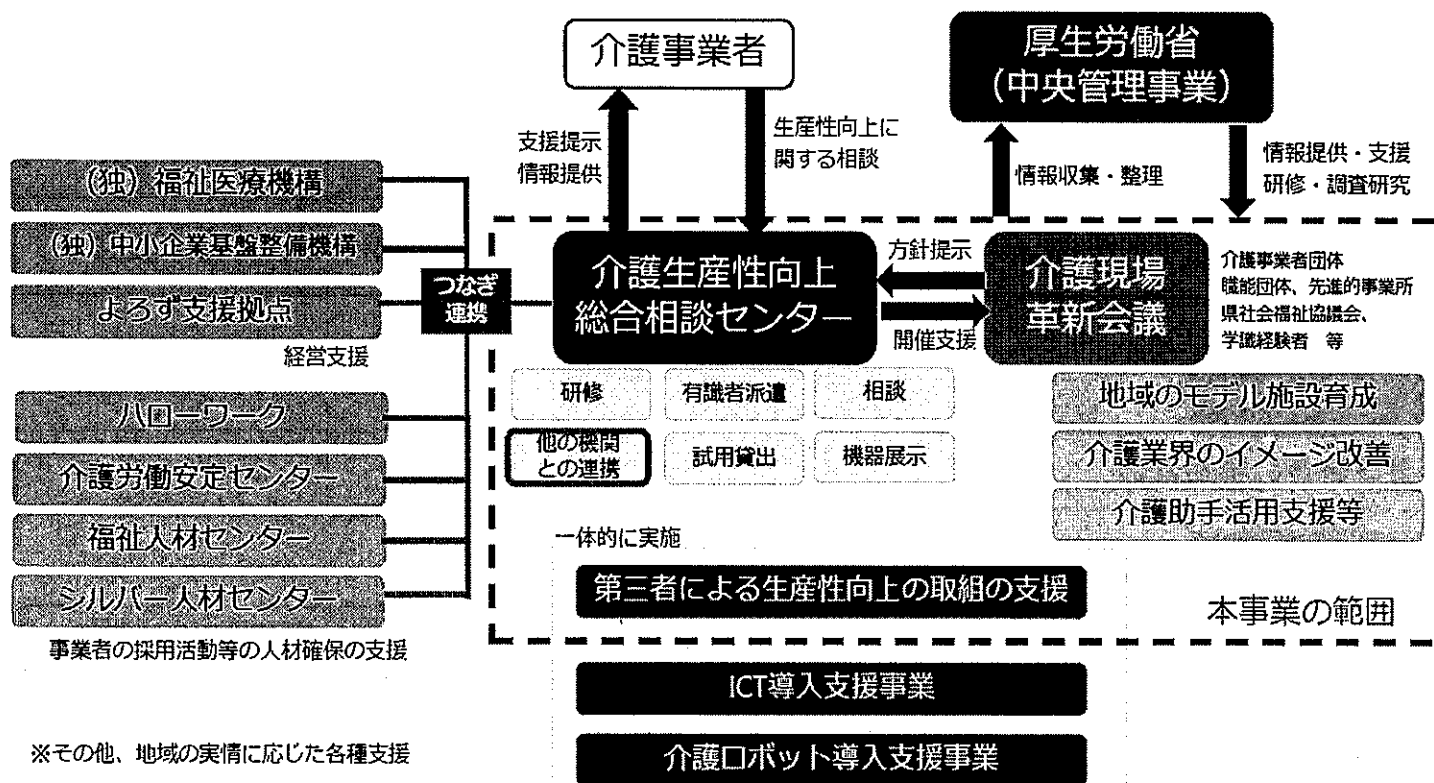 介護事業者
厚生労働省
（中央管理事業）
支援提示
情報提供
生産性向上に
関する相談
情報収集・整理
情報提供・支援
研修・調査研究
（独）福祉医療機構
（独）中小企業基盤整備機構
よろず支援拠点
経営支援
つなぎ
連携
介護生産性向上
総合相談センター
方針提示
開催支援
介護現場
革新会議
介護事業者団体
職能団体、先進的事業所
県社会福祉協議会、
学識経験者　等
ハローワーク
介護労働安定センター
福祉人材センター
シルバー人材センター
事業者の採用活動等の人材確保の支援
研修
有識者派遣
相談
他の機関
との連携
試用貸出
機器展示
地域のモデル施設育成
介護業界のイメージ改善
介護助手活用支援等
一体的に実施
第三者による生産性向上の取組の支援
本事業の範囲
ICT導入支援事業
介護ロボット導入支援事業
※その他、地域の実情に応じた各種支援